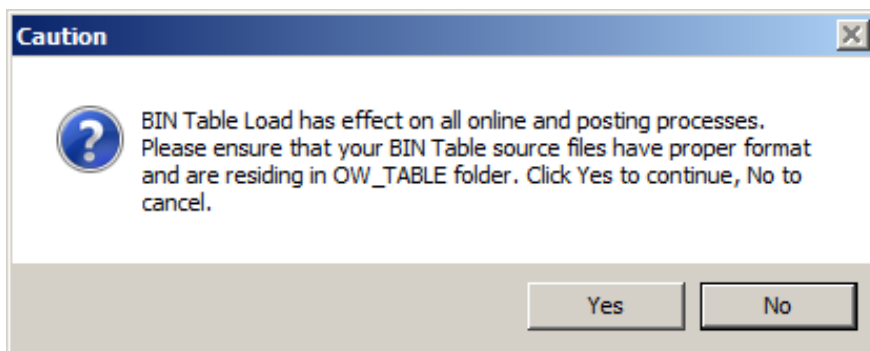 Caution
BIN Table Load has effect on all online and posting processes.
Please ensure that your BIN Table source files have proper format
and are residing in OW_TABLE folder. Click Yes to continue, No to
cancel.
Yes
No